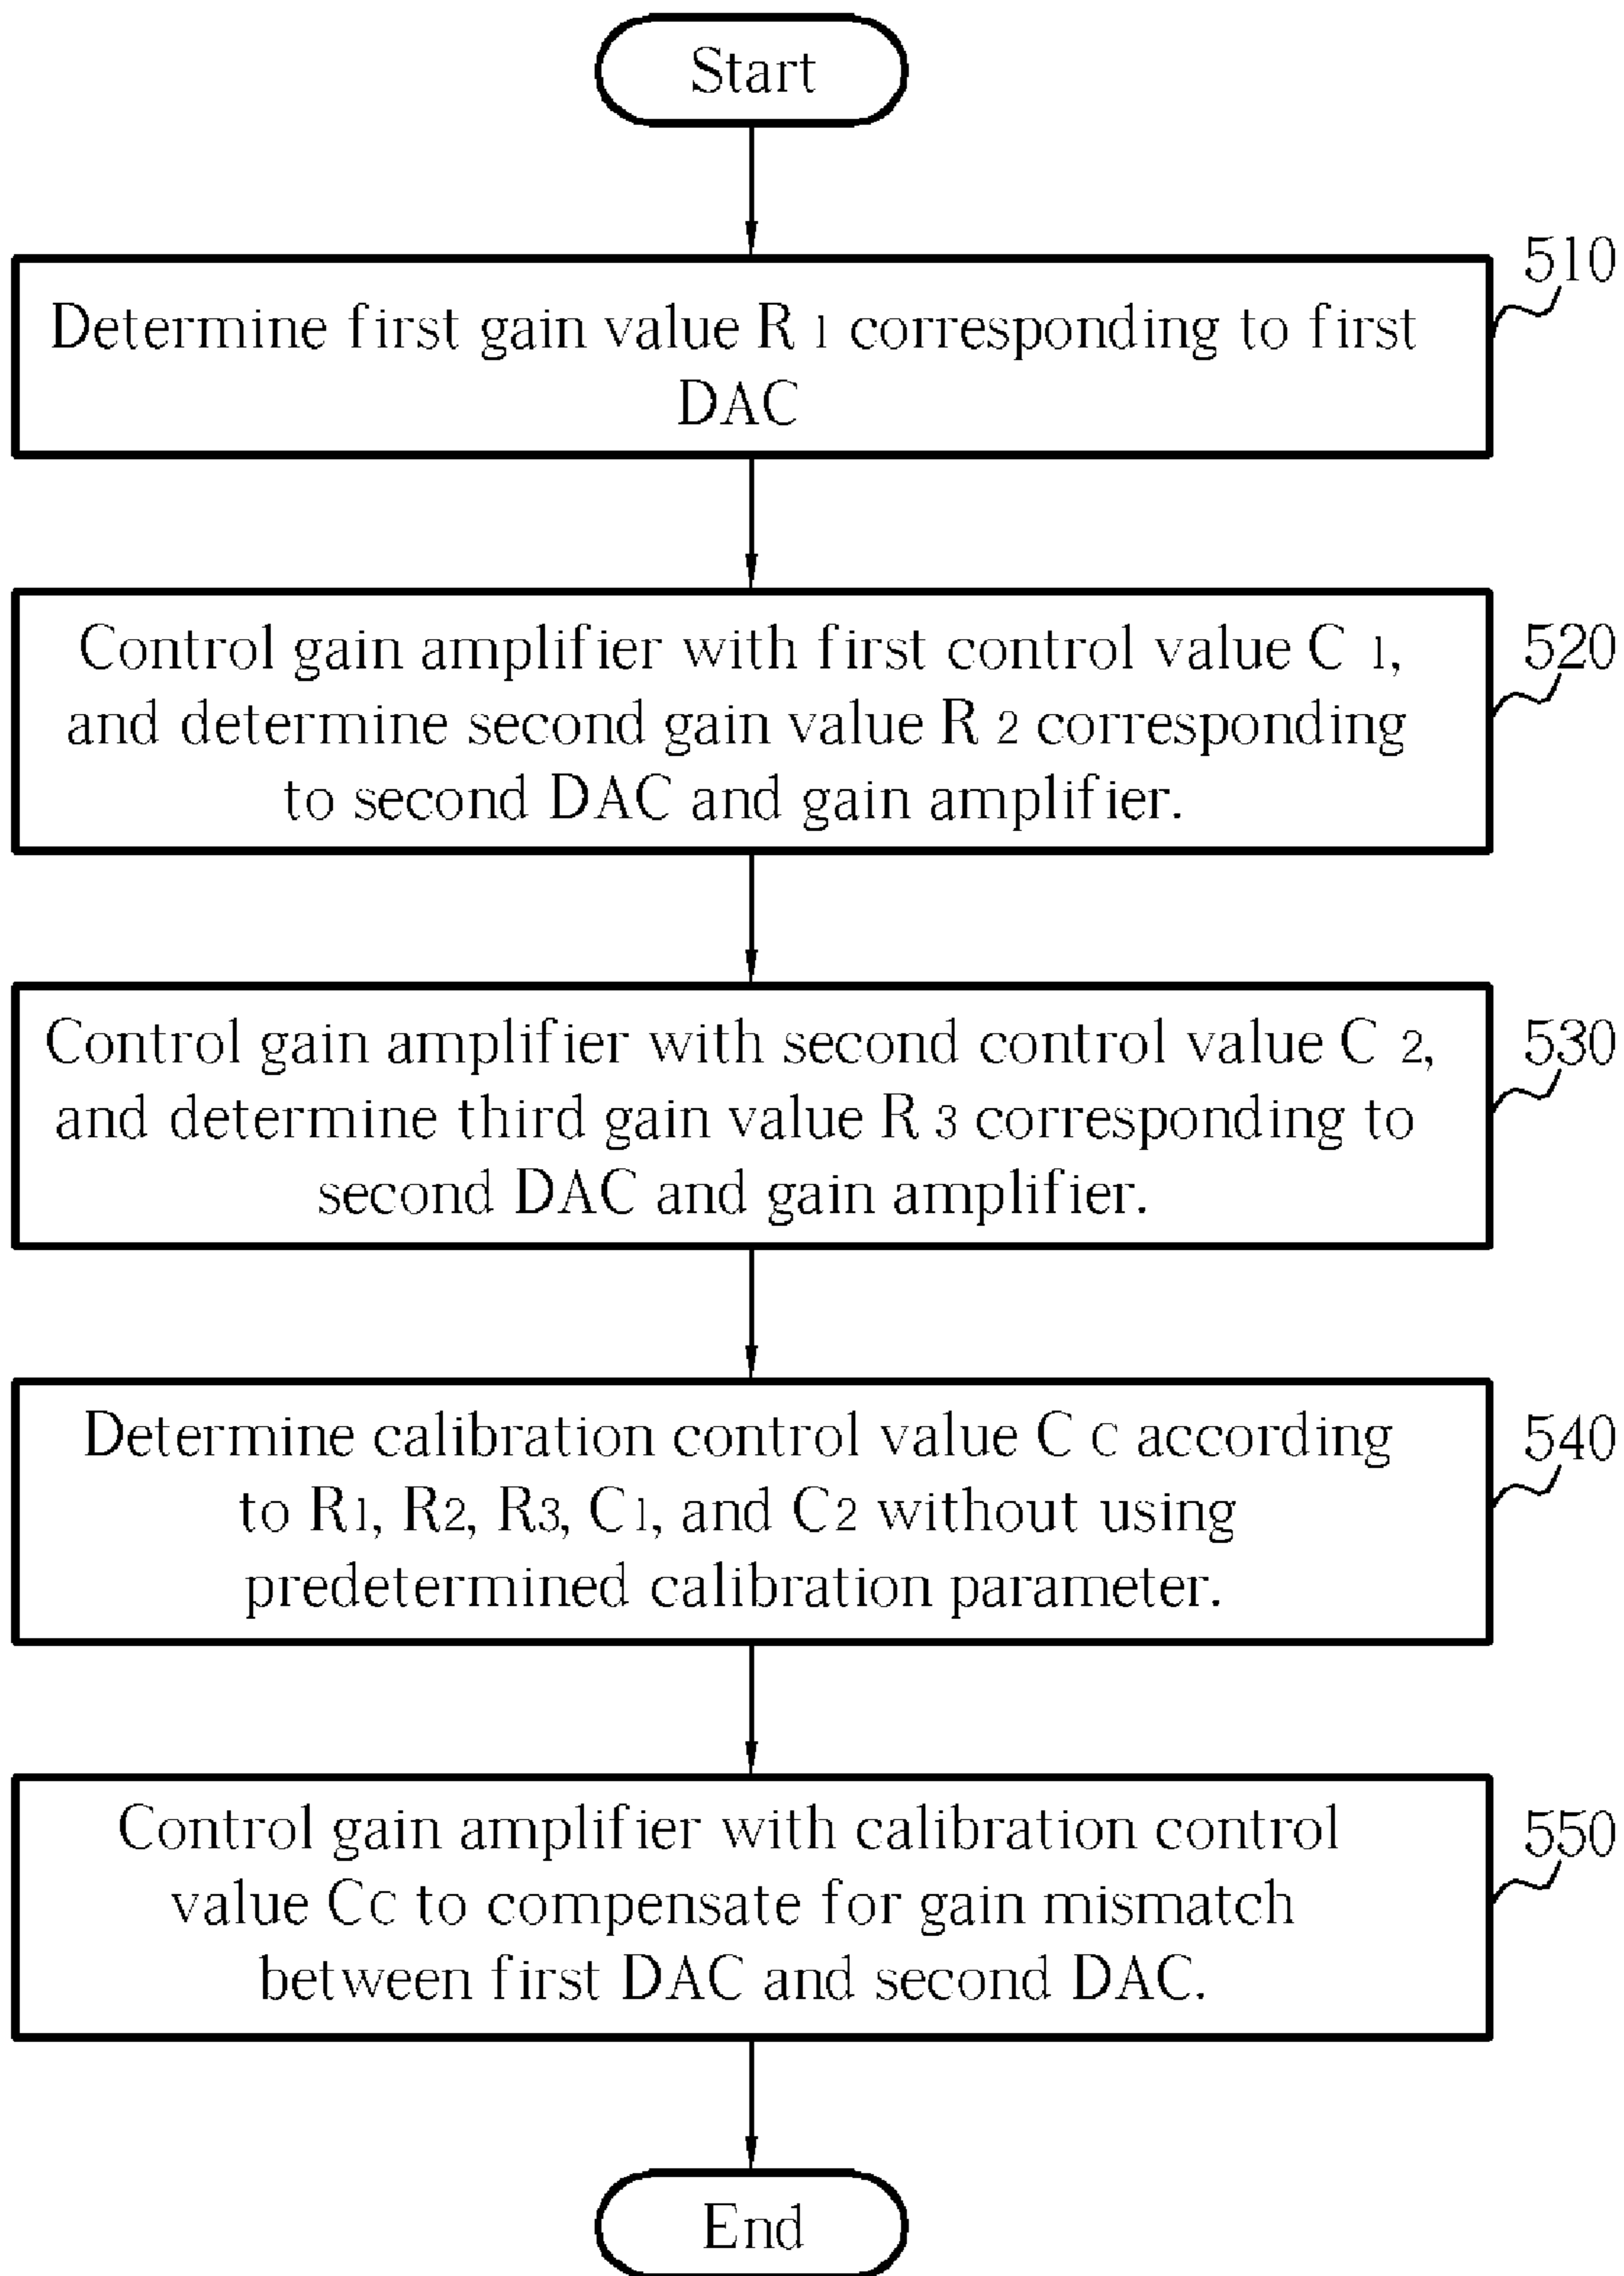 Start
510
Determine first gain value R 1 corresponding to first
DAC
520
Control gain amplifier with first control value C 1,
and determine second gain value R 2 corresponding
to second DAC and gain amplifier.
530
Control gain amplifier with second control value C 2,
and determine third gain value R 3 corresponding to
second DAC and gain amplifier.
540
Determine calibration control value C C according
to R1, R2, R3, C1, and C2 without using
predetermined calibration parameter.
550
Control gain amplifier with calibration control
value CC to compensate for gain mismatch
between first DAC and second DAC.
End